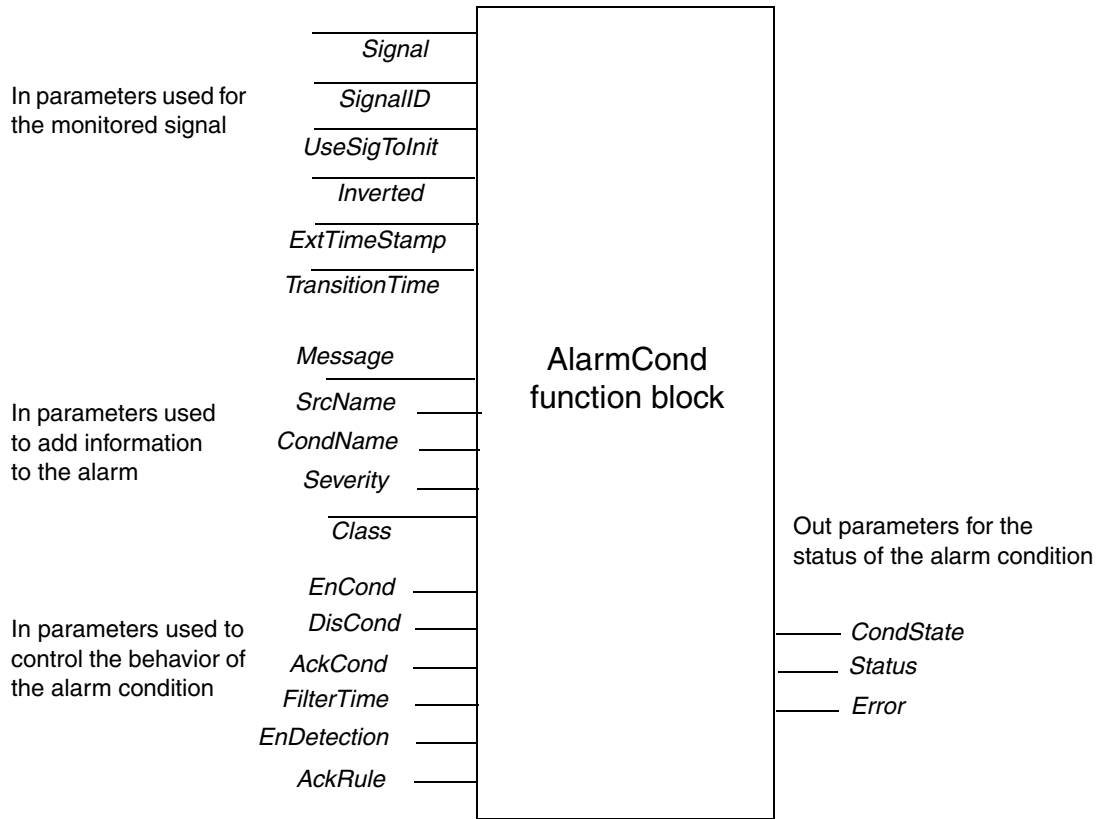 Signal
In parameters used for
the monitored signal
SignalID
UseSigToInit
Inverted
ExtTimeStamp
TransitionTime
Message
AlarmCond
function block
In parameters used
to add information
to the alarm
SrcName
CondName
Severity
Class
Out parameters for the
status of the alarm condition
EnCond
In parameters used to
control the behavior of
the alarm condition
DisCond
AckCond
FilterTime
EnDetection
AckRule
CondState
Status
Error